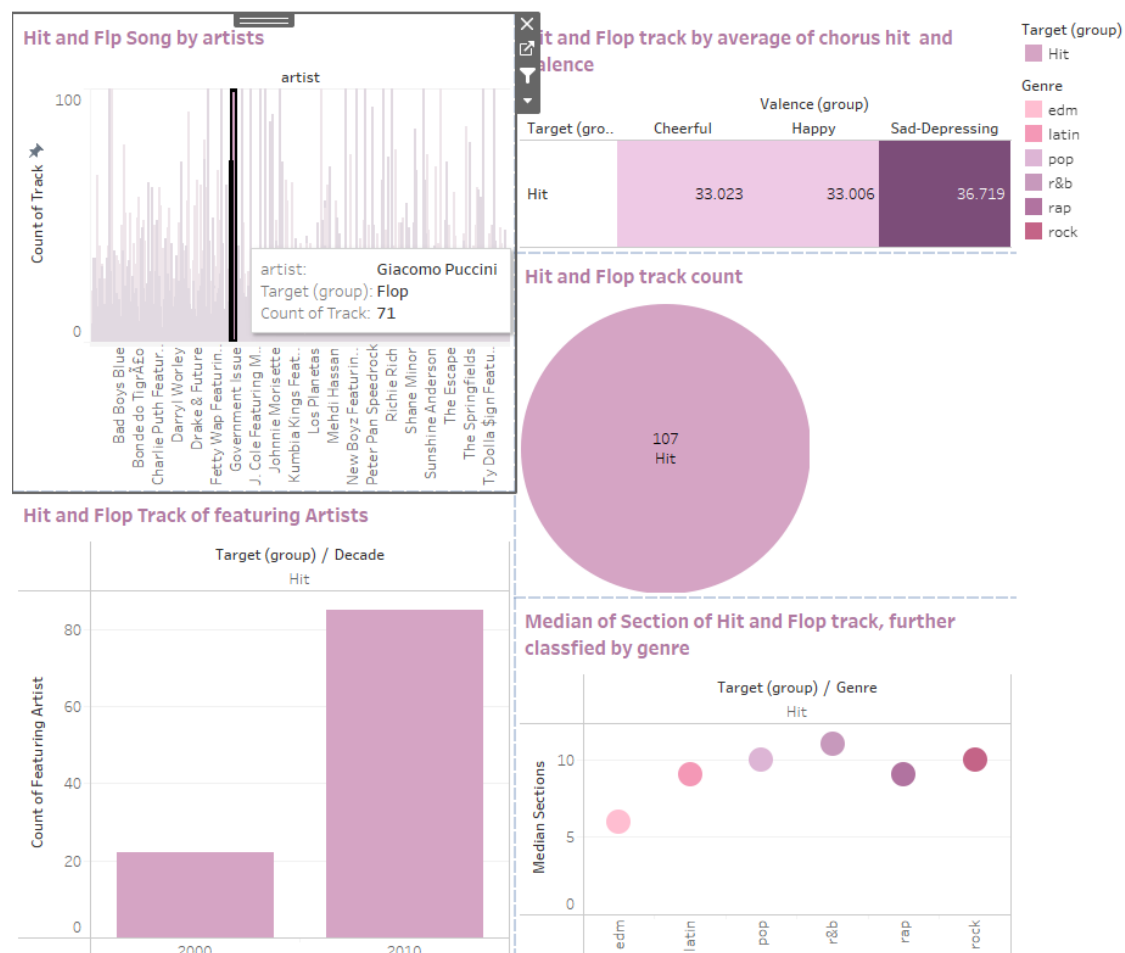 Hit and Flp Song by artists
artist
100
0
Count of Track
artist: Giacomo Puccini
Target (group): Flop
Count of Track: 71
Bad Boys Blue
Bonde do TigrÃ£o
Charlie Puth Featur..
Darryl Worley
Drake & Future
Fetty Wap Featurin..
Government Issue
J. Cole Featuring M..
Johnnie Morisette
Kumbia Kings Feat..
Los Planetas
Mehdi Hassan
New Boyz Featurin..
Peter Pan Speedrock
Richie Rich
Shane Minor
Sunshine Anderson
The Escape
The Springfields
Ty Dolla $ign Featu..
it and Flop track by average of chorus hit and
alence
Valence (group)
Target (gro.. Cheerful Happy Sad-Depressing
Hit 33.023 33.006 36.719
Target (group)
Hit
Genre
edm
latin
pop
r&b
rap
rock
Hit and Flop track count
107
Hit
Hit and Flop Track of featuring Artists
Target (group) / Decade
Hit
Count of Featuring Artist
80
60
40
20
0
2000 2010
Median of Section of Hit and Flop track, further
classfied by genre
Target (group) / Genre
Hit
Median Sections
10
5
0
edm
latin
pop
r&b
rap
rock